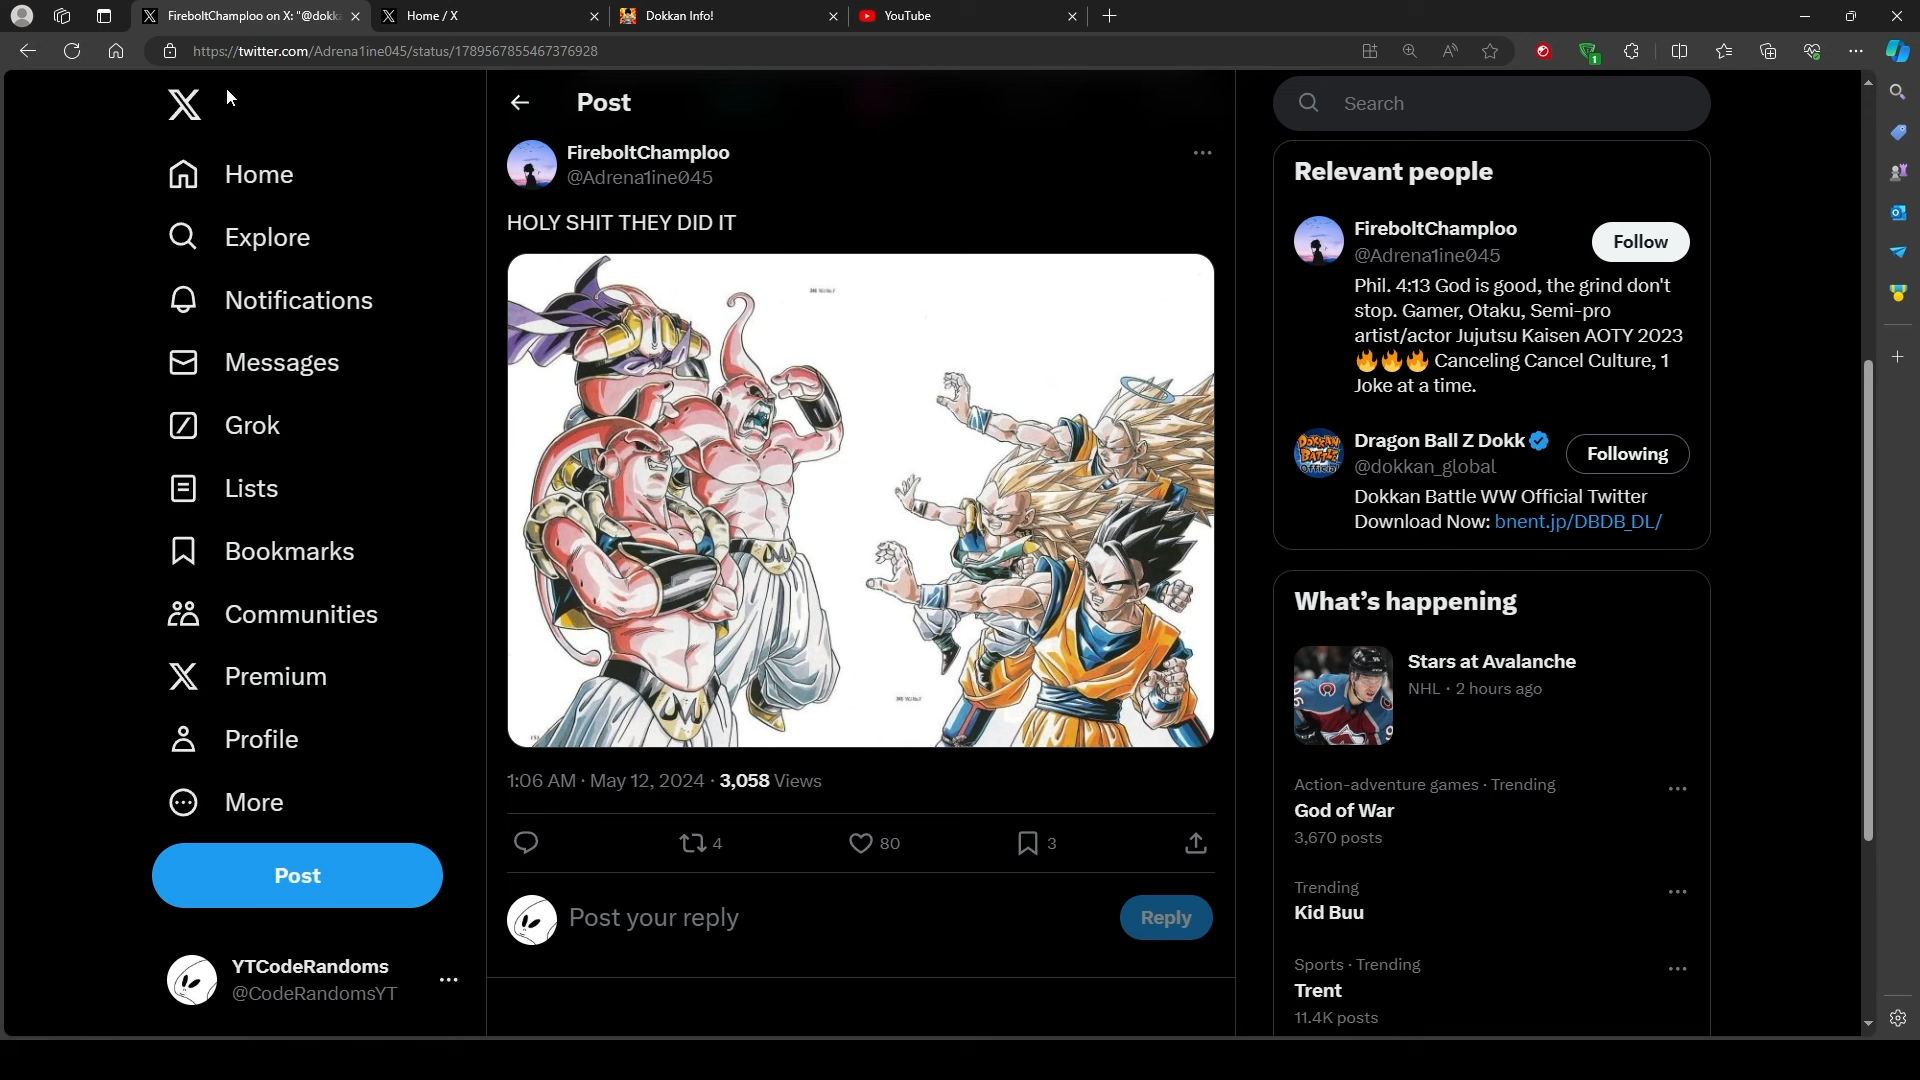 FireboltChamploo on X: "@dokk
Home / X
Dokkan Info!
YouTube
https://twitter.com/Adrena1ine045/status/1789567855467376928
Home
Explore
Notifications
Messages
Grok
Lists
Bookmarks
Communities
Premium
Profile
More
Post
YTCodeRandoms
@CodeRandomsYT
Post
FireboltChamploo
@Adrena1ine045
HOLY SHIT THEY DID IT
1:06 AM · May 12, 2024 · 3,058 Views
4
80
3
Post your reply
Reply
Search
Relevant people
FireboltChamploo
@Adrena1ine045
Follow
Phil. 4:13 God is good, the grind don't
stop. Gamer, Otaku, Semi-pro
artist/actor Jujutsu Kaisen AOTY 2023
🔥🔥🔥 Canceling Cancel Culture, 1
Joke at a time.
Dragon Ball Z Dokk
@dokkan_global
Following
Dokkan Battle WW Official Twitter
Download Now: bnent.jp/DBDB_DL/
What's happening
Stars at Avalanche
NHL · 2 hours ago
Action-adventure games · Trending
God of War
3,670 posts
Trending
Kid Buu
Sports · Trending
Trent
11.4K posts